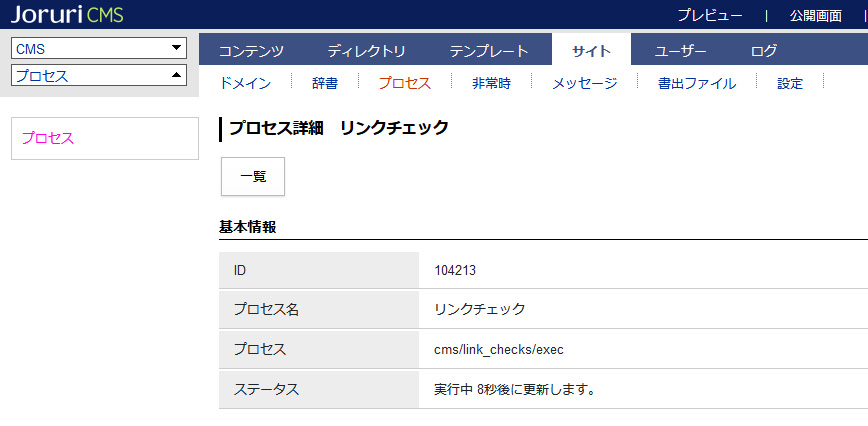 Joruri CMS
プレビュー | 公開画面 |
CMS
プロセス
コンテンツ ディレクトリ テンプレート サイト ユーザー ログ
ドメイン 辞書 プロセス 非常時 メッセージ 書出ファイル 設定
プロセス
プロセス詳細　リンクチェック
一覧
基本情報
ID 104213
プロセス名 リンクチェック
プロセス cms/link_checks/exec
ステータス 実行中 8秒後に更新します。